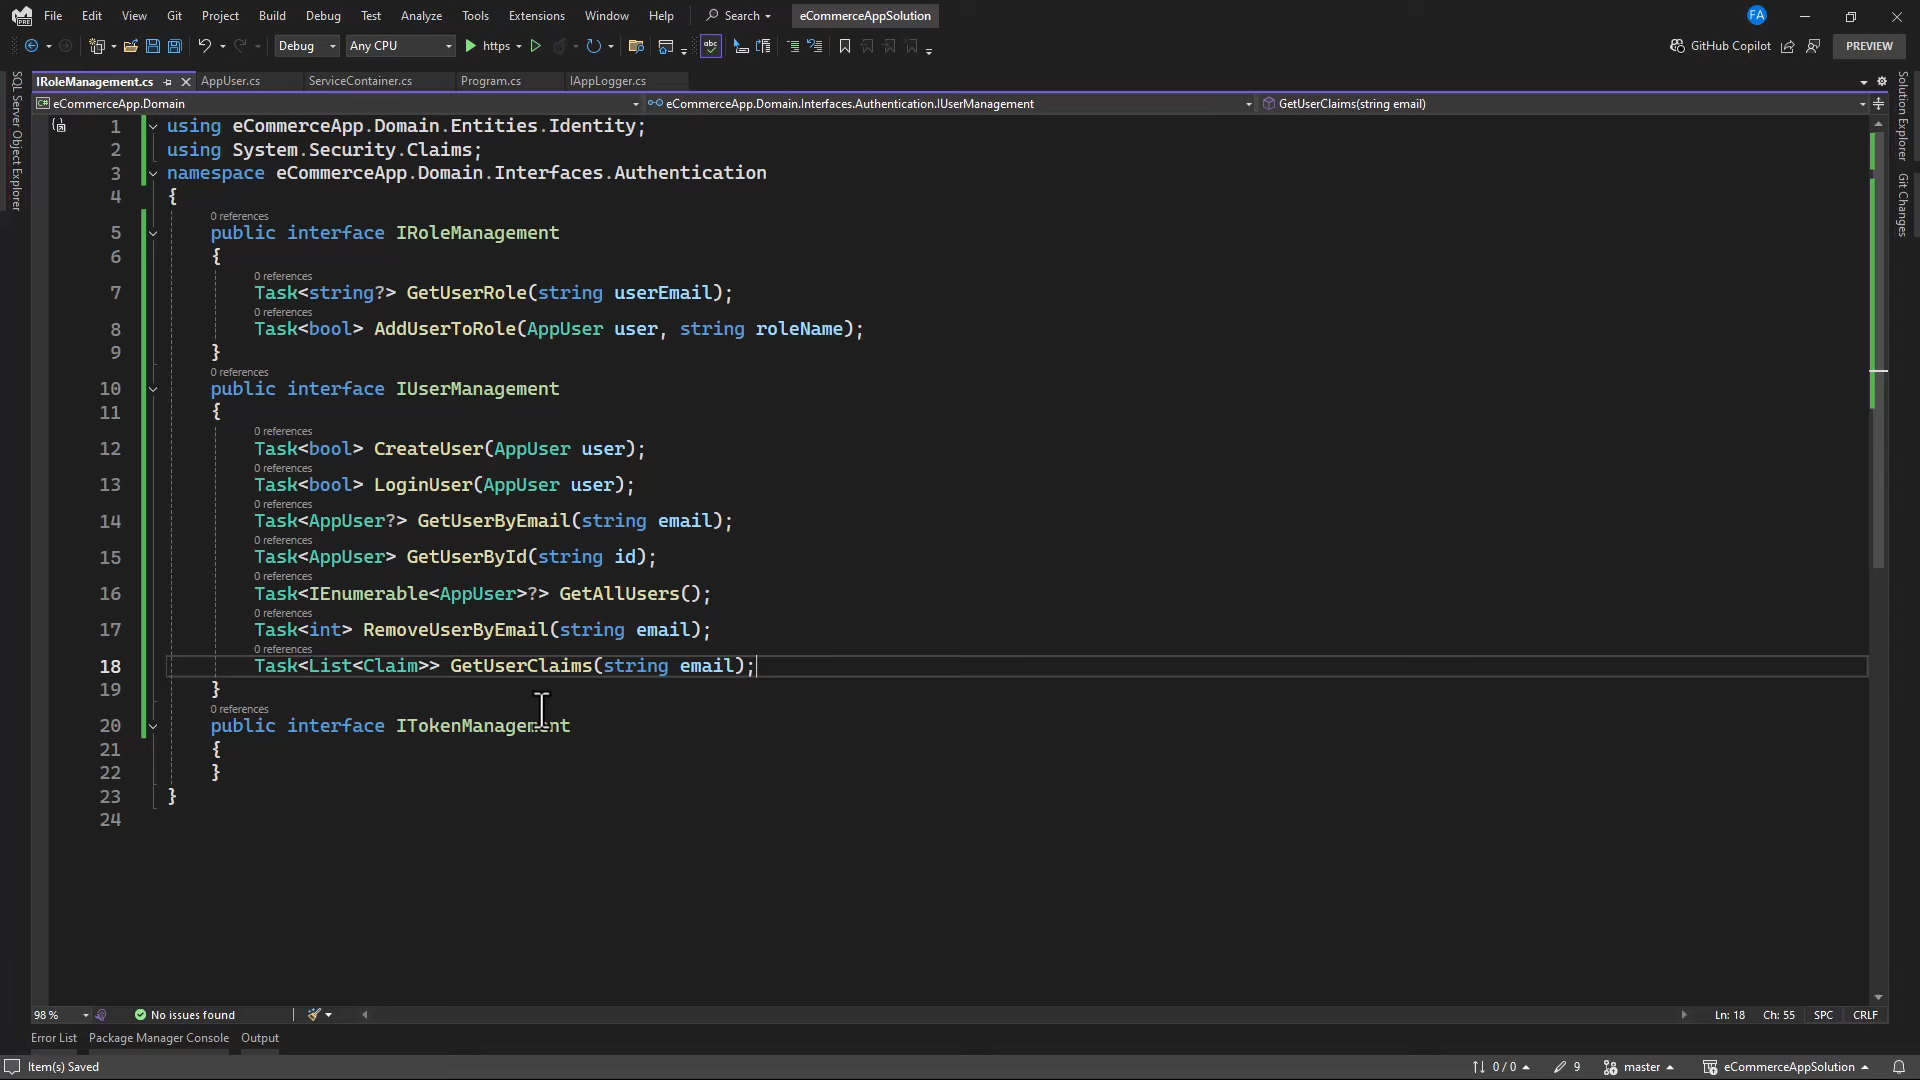 File Edit View Git Project Build Debug Test Analyze Tools Extensions Window Help Search eCommerceAppSolution FA
Debug Any CPU https GitHub Copilot PREVIEW
IRoleManagement.cs AppUser.cs ServiceContainer.cs Program.cs IAppLogger.cs
eCommerceApp.Domain eCommerceApp.Domain.Interfaces.Authentication.IUserManagement GetUserClaims(string email)
SQL Server Object Explorer
Solution Explorer
Git Changes
1 using eCommerceApp.Domain.Entities.Identity;
2 using System.Security.Claims;
3 namespace eCommerceApp.Domain.Interfaces.Authentication
4 {
0 references
5 public interface IRoleManagement
6 {
0 references
7 Task<string?> GetUserRole(string userEmail);
0 references
8 Task<bool> AddUserToRole(AppUser user, string roleName);
9 }
0 references
10 public interface IUserManagement
11 {
0 references
12 Task<bool> CreateUser(AppUser user);
0 references
13 Task<bool> LoginUser(AppUser user);
0 references
14 Task<AppUser?> GetUserByEmail(string email);
0 references
15 Task<AppUser> GetUserById(string id);
0 references
16 Task<IEnumerable<AppUser>?> GetAllUsers();
0 references
17 Task<int> RemoveUserByEmail(string email);
0 references
18 Task<List<Claim>> GetUserClaims(string email);
19 }
0 references
20 public interface ITokenManagement
21 {
22 }
23 }
24
98 % No issues found Ln: 18 Ch: 55 SPC CRLF
Error List Package Manager Console Output
Item(s) Saved 0 / 0 9 master eCommerceAppSolution